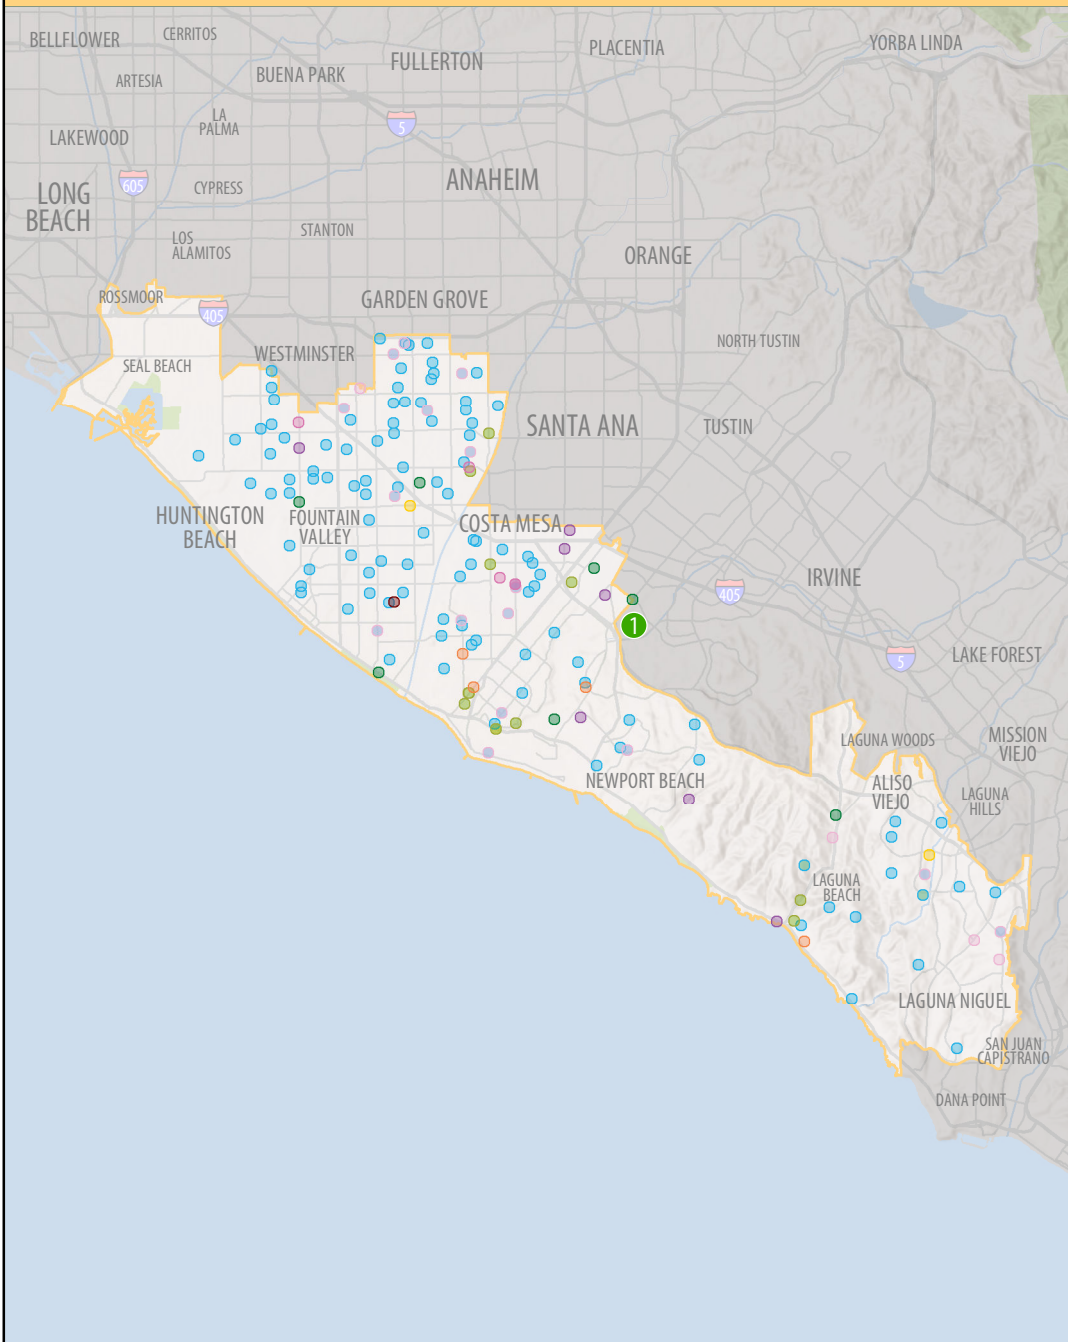 BELLFLOWER
CERRITOS
PLACENTIA
YORBA LINDA
FULLERTON
BUENA PARK
ARTESIA
LA
PALMA
5
LAKEWOOD
605
CYPRESS
ANAHEIM
LONG
BEACH
STANTON
LOS
ALAMITOS
ORANGE
ROSSMOOR
GARDEN GROVE
405
NORTH TUSTIN
WESTMINSTER
SEAL BEACH
SANTA ANA
TUSTIN
HUNTINGTON
BEACH
FOUNTAIN
VALLEY
COSTA MESA
IRVINE
405
1
LAKE FOREST
5
MISSION
VIEJO
LAGUNA WOODS
NEWPORT BEACH
ALISO
VIEJO
LAGUNA
HILLS
LAGUNA
BEACH
LAGUNA NIGUEL
SAN JUAN
CAPISTRANO
DANA POINT